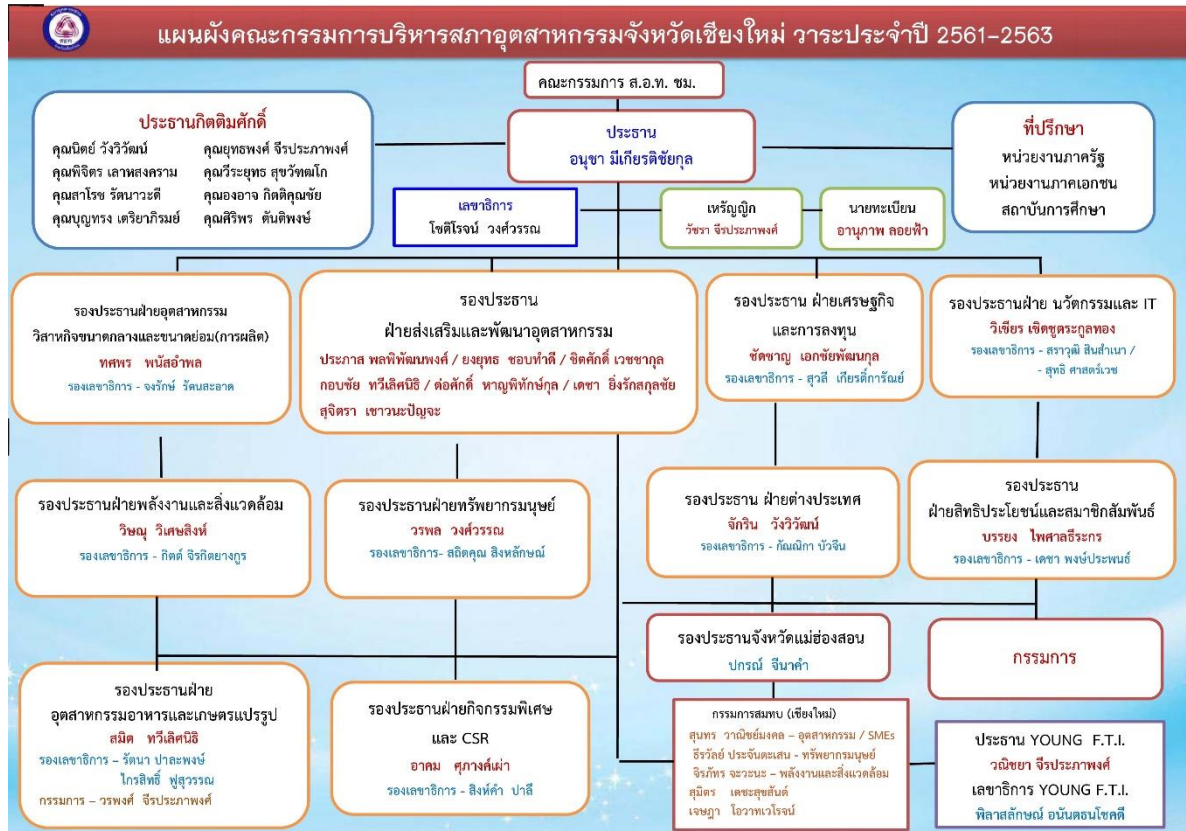 แผนผังคณะกรรมการบริหารสภาอุตสาหกรรมจังหวัดเชียงใหม่ วาระประจำปี 2561-2563
คณะกรรมการ ส.อ.ท. ชม.
ประธานกิตติมศักดิ์
คุณนิตย์ วังวิวัฒน์ คุณยุทธพงศ์ จีรประภาพงศ์
คุณพิจิตร เลาหสงคราม คุณวีระยุทธ สุขวัฑฒโก
คุณสาโรช รัตนาวะดี คุณองอาจ กิตติคุณชัย
คุณบุญทรง เตริยาภิรมย์ คุณศิริพร ตันติพงษ์
ประธาน
อนุชา มีเกียรติชัยกุล
ที่ปรึกษา
หน่วยงานภาครัฐ
หน่วยงานภาคเอกชน
สถาบันการศึกษา
เลขาธิการ
โชติโรจน์ วงศ์วรรณ
เหรัญญิก
วัชรา จีรประภาพงศ์
นายทะเบียน
อานุภาพ ลอยฟ้า
รองประธานฝ่ายอุตสาหกรรม
วิสาหกิจขนาดกลางและขนาดย่อม(การผลิต)
ทศพร พนัสอำพล
รองเลขาธิการ - จงรักษ์ รัตนสะอาด
รองประธาน
ฝ่ายส่งเสริมและพัฒนาอุตสาหกรรม
ประภาส พลพิพัฒนพงศ์ / ยงยุทธ ชอบทำดี / ชิตศักดิ์ เวชชากุล
กอบชัย ทวีเลิศนิธิ / ต่อศักดิ์ หาญพิทักษ์กุล / เดชา ยิ่งรักสกุลชัย
สุจิตรา เชาวนะปัญจะ
รองประธาน ฝ่ายเศรษฐกิจ
และการลงทุน
ชัดชาญ เอกชัยพัฒนกุล
รองเลขาธิการ - สุวลี เกียรติ์การัณย์
รองประธานฝ่าย นวัตกรรมและ IT
วิเชียร เชิดชูตระกูลทอง
รองเลขาธิการ - สราวุฒิ สินสำเนา /
- สุทธิ ศาสตร์เวช
รองประธานฝ่ายพลังงานและสิ่งแวดล้อม
วิษณุ วิเศษสิงห์
รองเลขาธิการ - กิตต์ จิรกิตยางกูร
รองประธานฝ่ายทรัพยากรมนุษย์
วรพล วงศ์วรรณ
รองเลขาธิการ- สถิตคุณ สิงหลักษณ์
รองประธาน ฝ่ายต่างประเทศ
จักริน วังวิวัฒน์
รองเลขาธิการ - กัณณิกา บัวจีน
รองประธาน
ฝ่ายสิทธิประโยชน์และสมาชิกสัมพันธ์
บรรยง ไพศาลธีระกร
รองเลขาธิการ - เดชา พงษ์ประพนธ์
รองประธานจังหวัดแม่ฮ่องสอน
ปกรณ์ จีนาคำ
กรรมการ
รองประธานฝ่าย
อุตสาหกรรมอาหารและเกษตรแปรรูป
สมิต ทวีเลิศนิธิ
รองเลขาธิการ – รัตนา ปาละพงษ์
ไกรสิทธิ์ ฟูสุวรรณ
กรรมการ – วรพงศ์ จีรประภาพงศ์
รองประธานฝ่ายกิจกรรมพิเศษ
และ CSR
อาคม ศุภางค์เผ่า
รองเลขาธิการ - สิงห์คำ ปาลี
กรรมการสมทบ (เชียงใหม่)
สุนทร วาณิชย์มงคล – อุตสาหกรรม / SMEs
ธีรวัลย์ ประจันตะเสน - ทรัพยากรมนุษย์
จิรภัทร จะวะนะ – พลังงานและสิ่งแวดล้อม
สุมิตร เตชะสุขสันต์
เจษฎา โอวาทเวโรจน์
ประธาน YOUNG F.T.I.
วณิชยา จีรประภาพงศ์
เลขาธิการ YOUNG F.T.I.
พิลาสลักษณ์ อนันตธนโชคดี